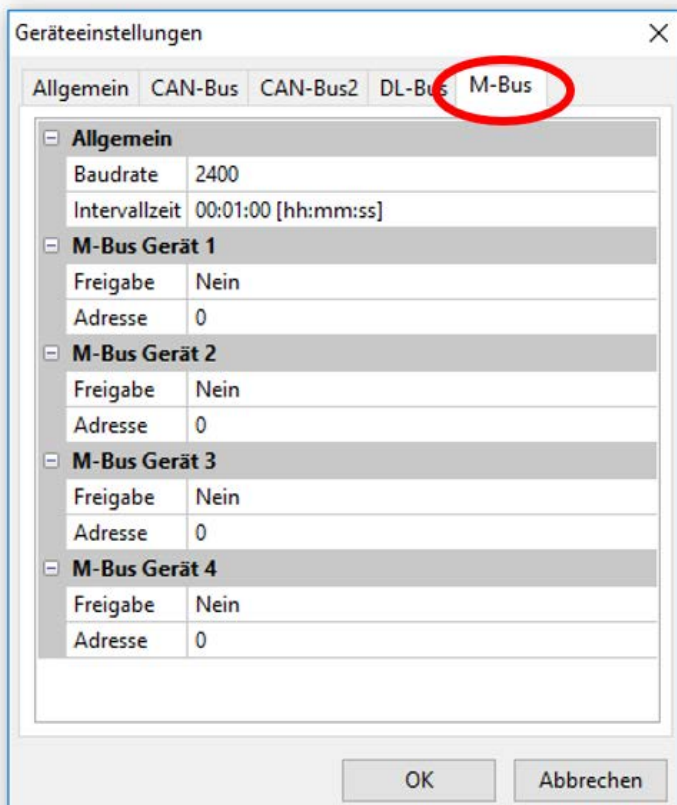 Geräteeinstellungen
Allgemein CAN-Bus CAN-Bus2 DL-Bus M-Bus
Allgemein
Baudrate 2400
Intervallzeit 00:01:00 [hh:mm:ss]
M-Bus Gerät 1
Freigabe Nein
Adresse 0
M-Bus Gerät 2
Freigabe Nein
Adresse 0
M-Bus Gerät 3
Freigabe Nein
Adresse 0
M-Bus Gerät 4
Freigabe Nein
Adresse 0
OK Abbrechen